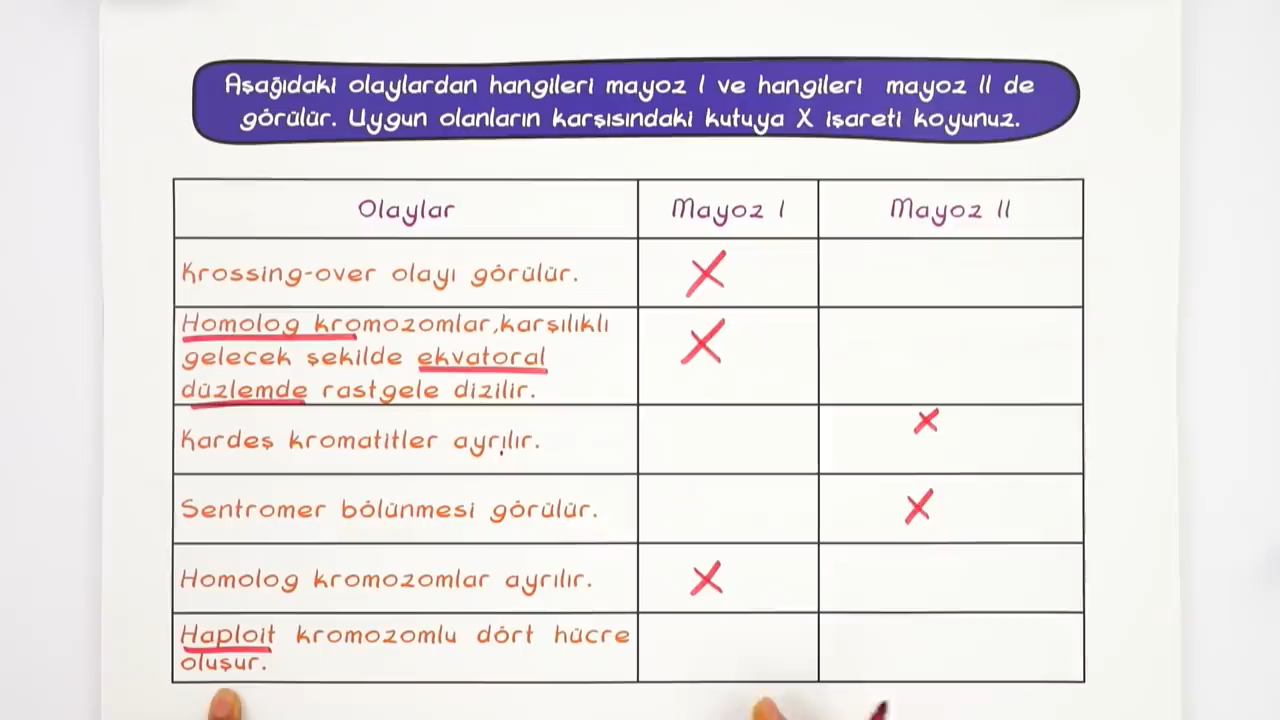 Aşağıdaki olaylardan hangileri mayoz I ve hangileri mayoz II de
görülür. Uygun olanların karşısındaki kutuya X işareti koyunuz.
Olaylar Mayoz I Mayoz II
Krossing-over olayı görülür. X
Homolog kromozomlar,karşılıklı
gelecek şekilde ekvatoral X
düzlemde rastgele dizilir.
Kardeş kromatitler ayrılır. X
Sentromer bölünmesi görülür. X
Homolog kromozomlar ayrılır. X
Haploit kromozomlu dört hücre
oluşur.